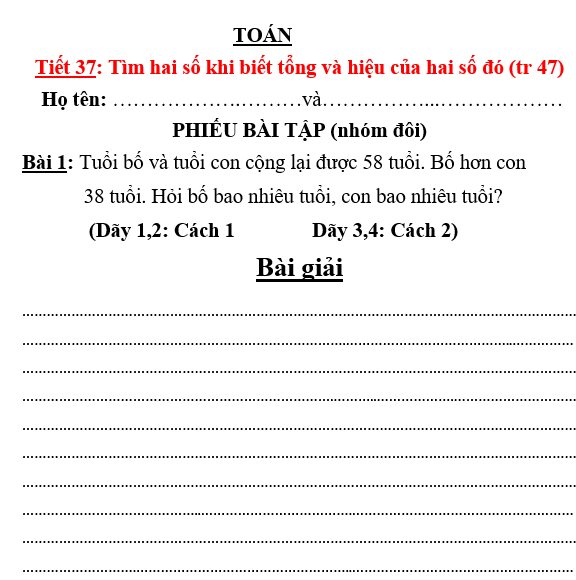 TOÁN
Tiết 37: Tìm hai số khi biết tổng và hiệu của hai số đó (tr 47)
Họ tên: ……………….………và……………...………………
PHIẾU BÀI TẬP (nhóm đôi)
Bài 1: Tuổi bố và tuổi con cộng lại được 58 tuổi. Bố hơn con
38 tuổi. Hỏi bố bao nhiêu tuổi, con bao nhiêu tuổi?
(Dãy 1,2: Cách 1 Dãy 3,4: Cách 2)
Bài giải